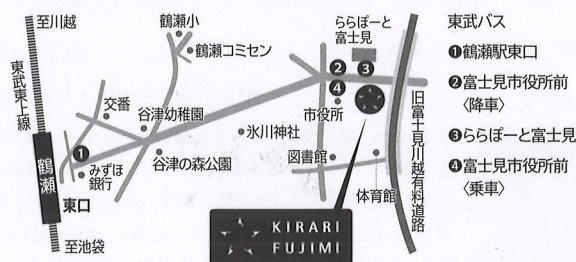 至川越
東武東上線
鶴瀬
東口
至池袋
鶴瀬小
鶴瀬コミセン
交番
谷津幼稚園
❶
みずほ
銀行
谷津の森公園
氷川神社
ららぽーと
富士見
❷
❸
❹
市役所
図書館
体育館
旧富士見川越有料道路
KIRARI
FUJIMI
東武バス
❶鶴瀬駅東口
❷富士見市役所前
〈降車〉
❸ららぽーと富士見
❹富士見市役所前
〈乗車〉